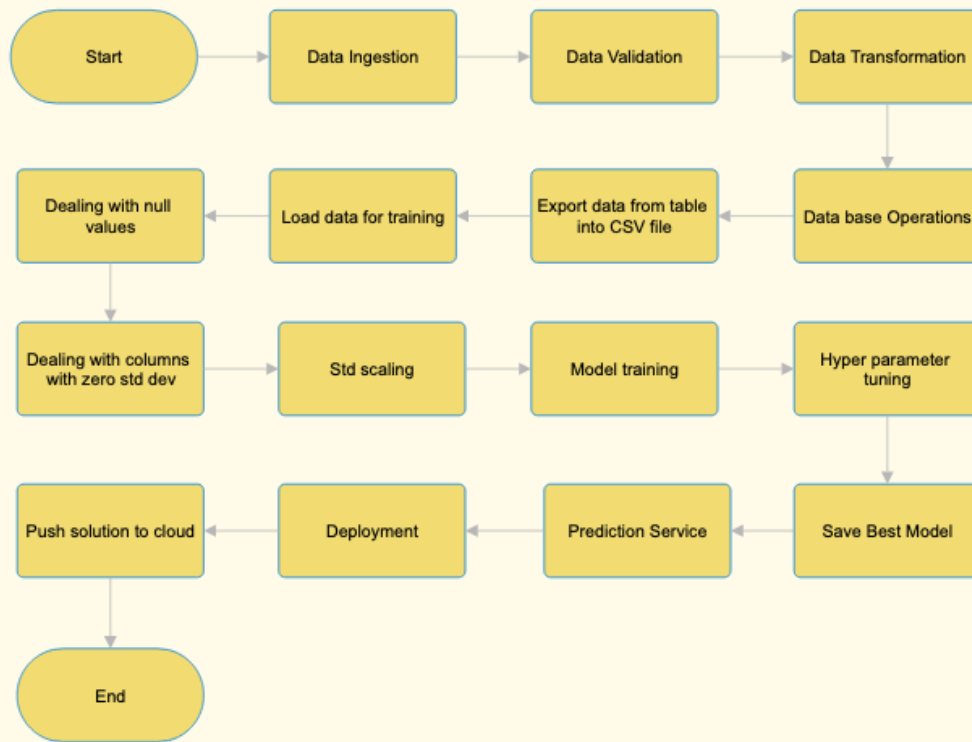 Start
Data Ingestion
Data Validation
Data Transformation
Dealing with null
values
Load data for training
Export data from table
into CSV file
Data base Operations
Dealing with columns
with zero std dev
Std scaling
Model training
Hyper parameter
tuning
Push solution to cloud
Deployment
Prediction Service
Save Best Model
End